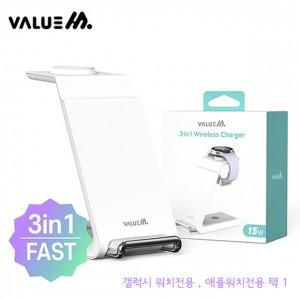 VALUE M.
VALUE M.
3in1 Wireless Charger
15W
VALUE M.
3in1
FAST
갤럭시 워치전용 , 애플워치전용 택 1